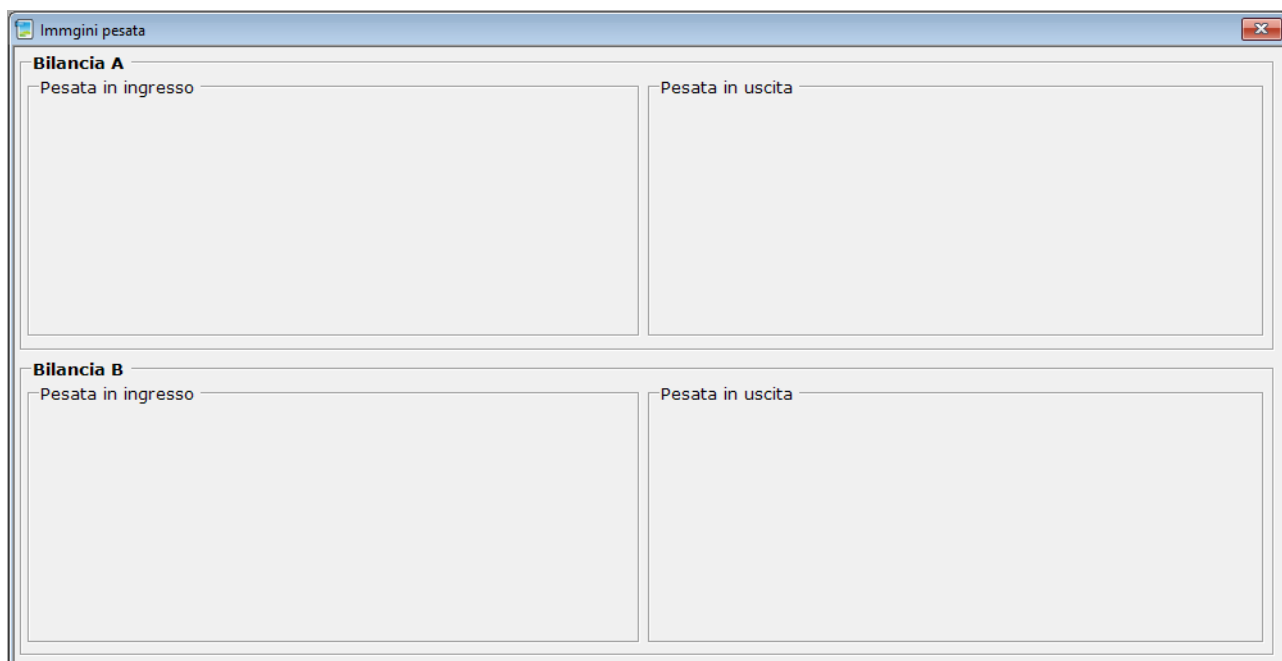 Immgini pesata
Bilancia A
Pesata in ingresso
Pesata in uscita
Bilancia B
Pesata in ingresso
Pesata in uscita